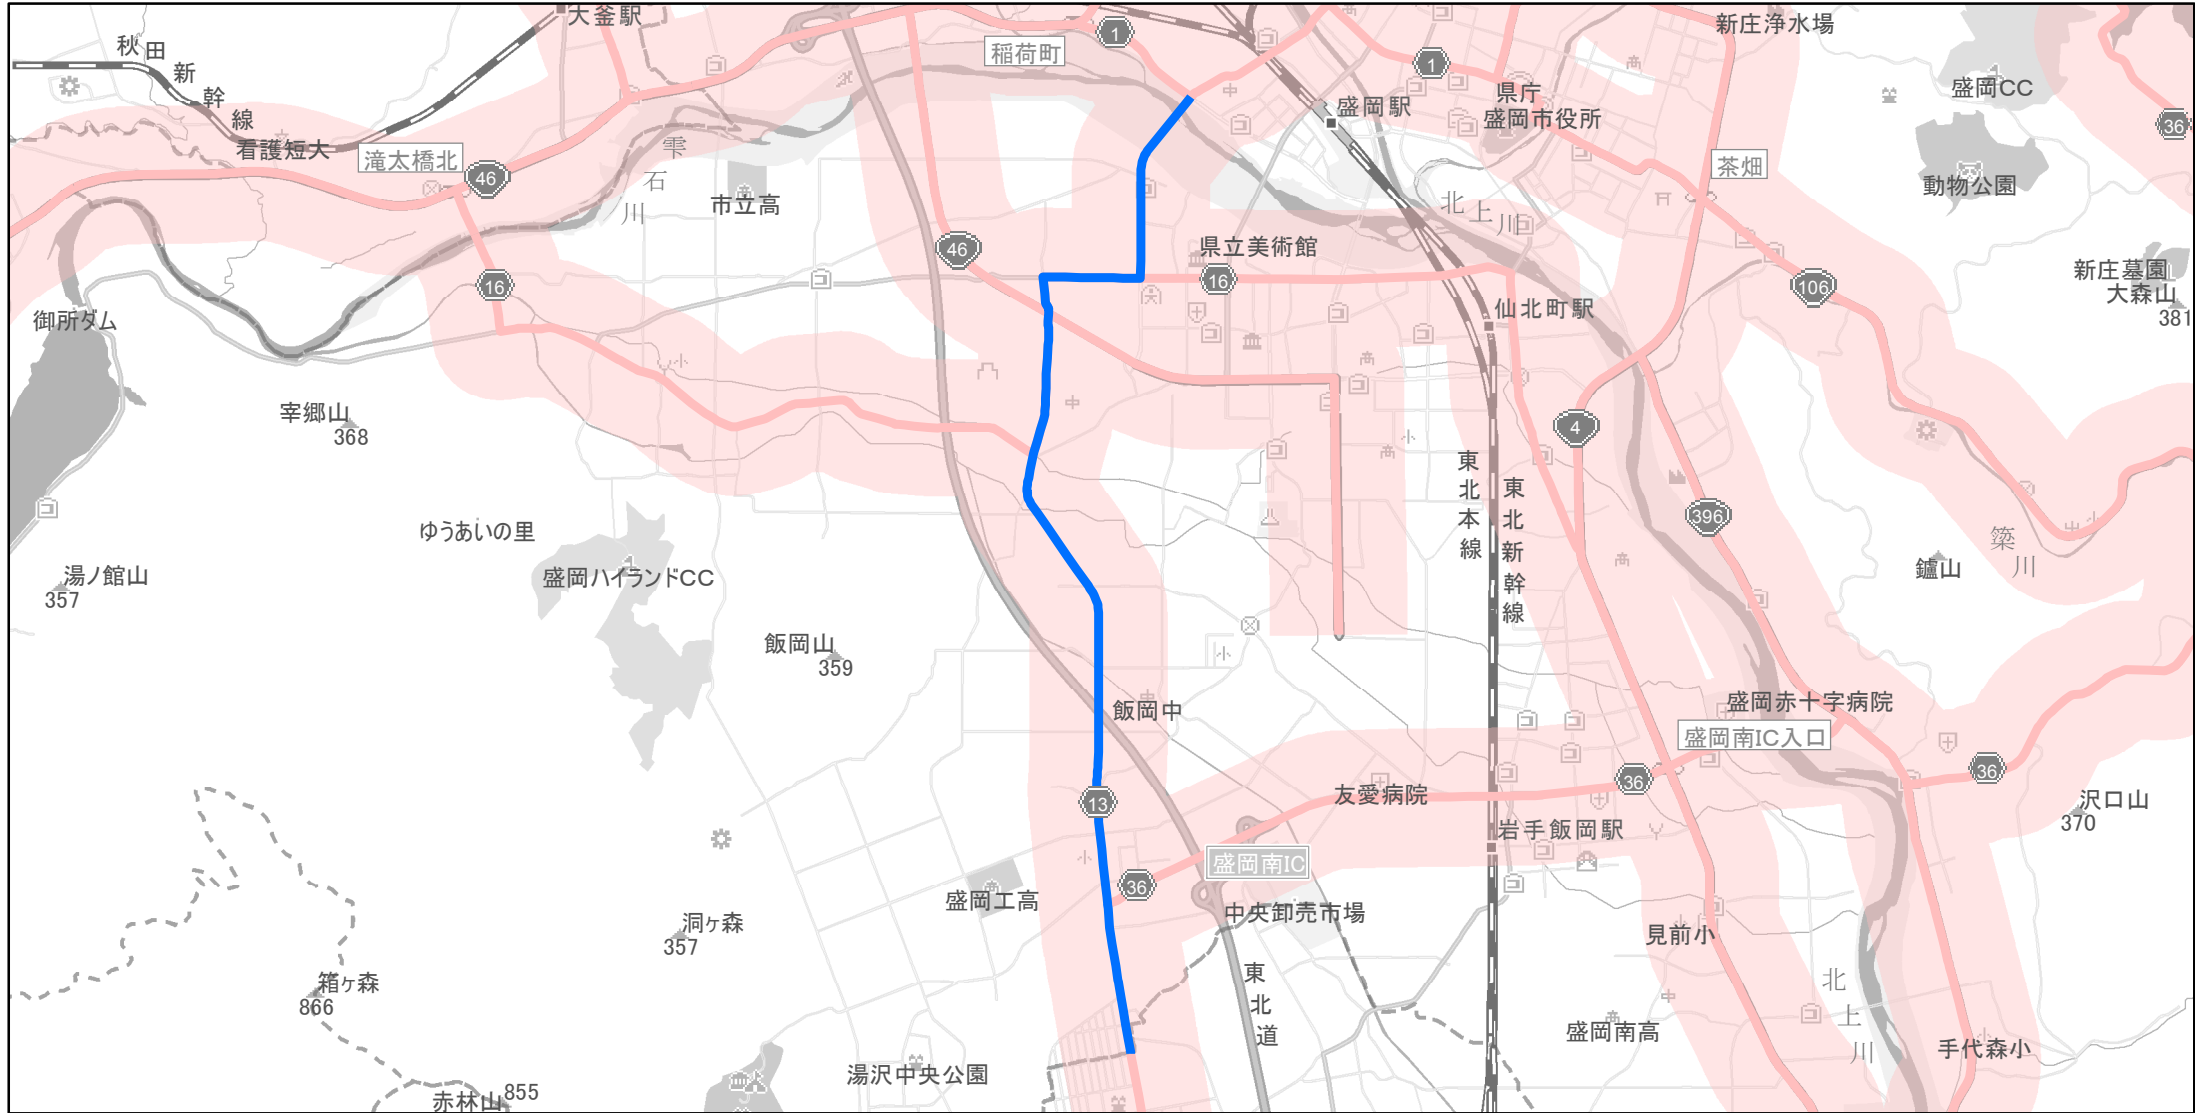 大釜駅
新庄浄水場
秋田新幹線
稲荷町
1
1
盛岡CC
県庁
盛岡市役所
盛岡駅
36
看護短大
滝太橋北
46
雫石川
市立高
茶畑
動物公園
北上川
県立美術館
46
16
16
106
新庄墓園
大森山
381
御所ダム
仙北町駅
宰郷山
368
4
東北本線
東北新幹線
396
簗川
ゆうあいの里
盛岡ハイランドCC
湯ノ館山
357
鑪山
飯岡山
359
飯岡中
盛岡赤十字病院
盛岡南IC入口
36
36
友愛病院
13
沢口山
370
岩手飯岡駅
盛岡南IC
36
盛岡工高
中央卸売市場
洞ヶ森
357
見前小
箱ヶ森
866
東北道
北上川
盛岡南高
手代森小
湯沢中央公園
赤林山
855